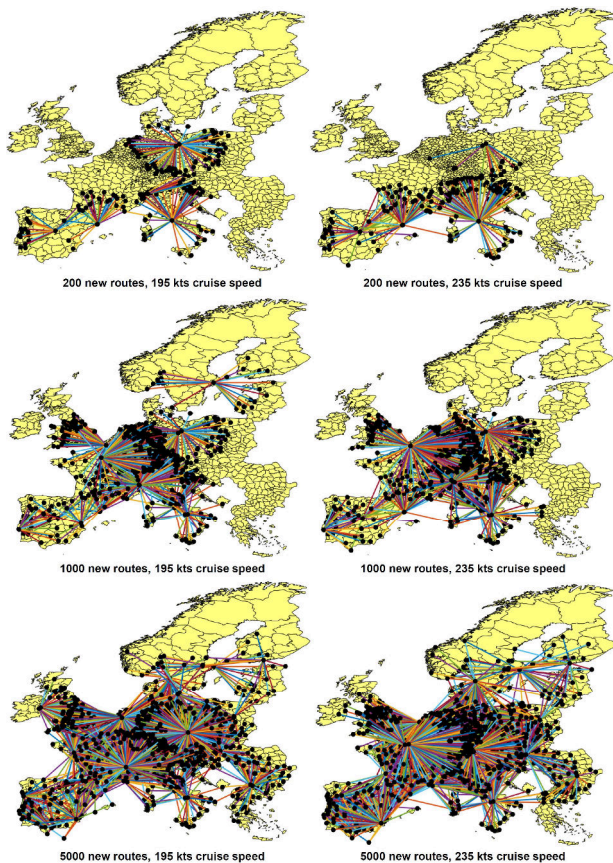 200 new routes, 195 kts cruise speed
200 new routes, 235 kts cruise speed
1000 new routes, 195 kts cruise speed
1000 new routes, 235 kts cruise speed
5000 new routes, 195 kts cruise speed
5000 new routes, 235 kts cruise speed